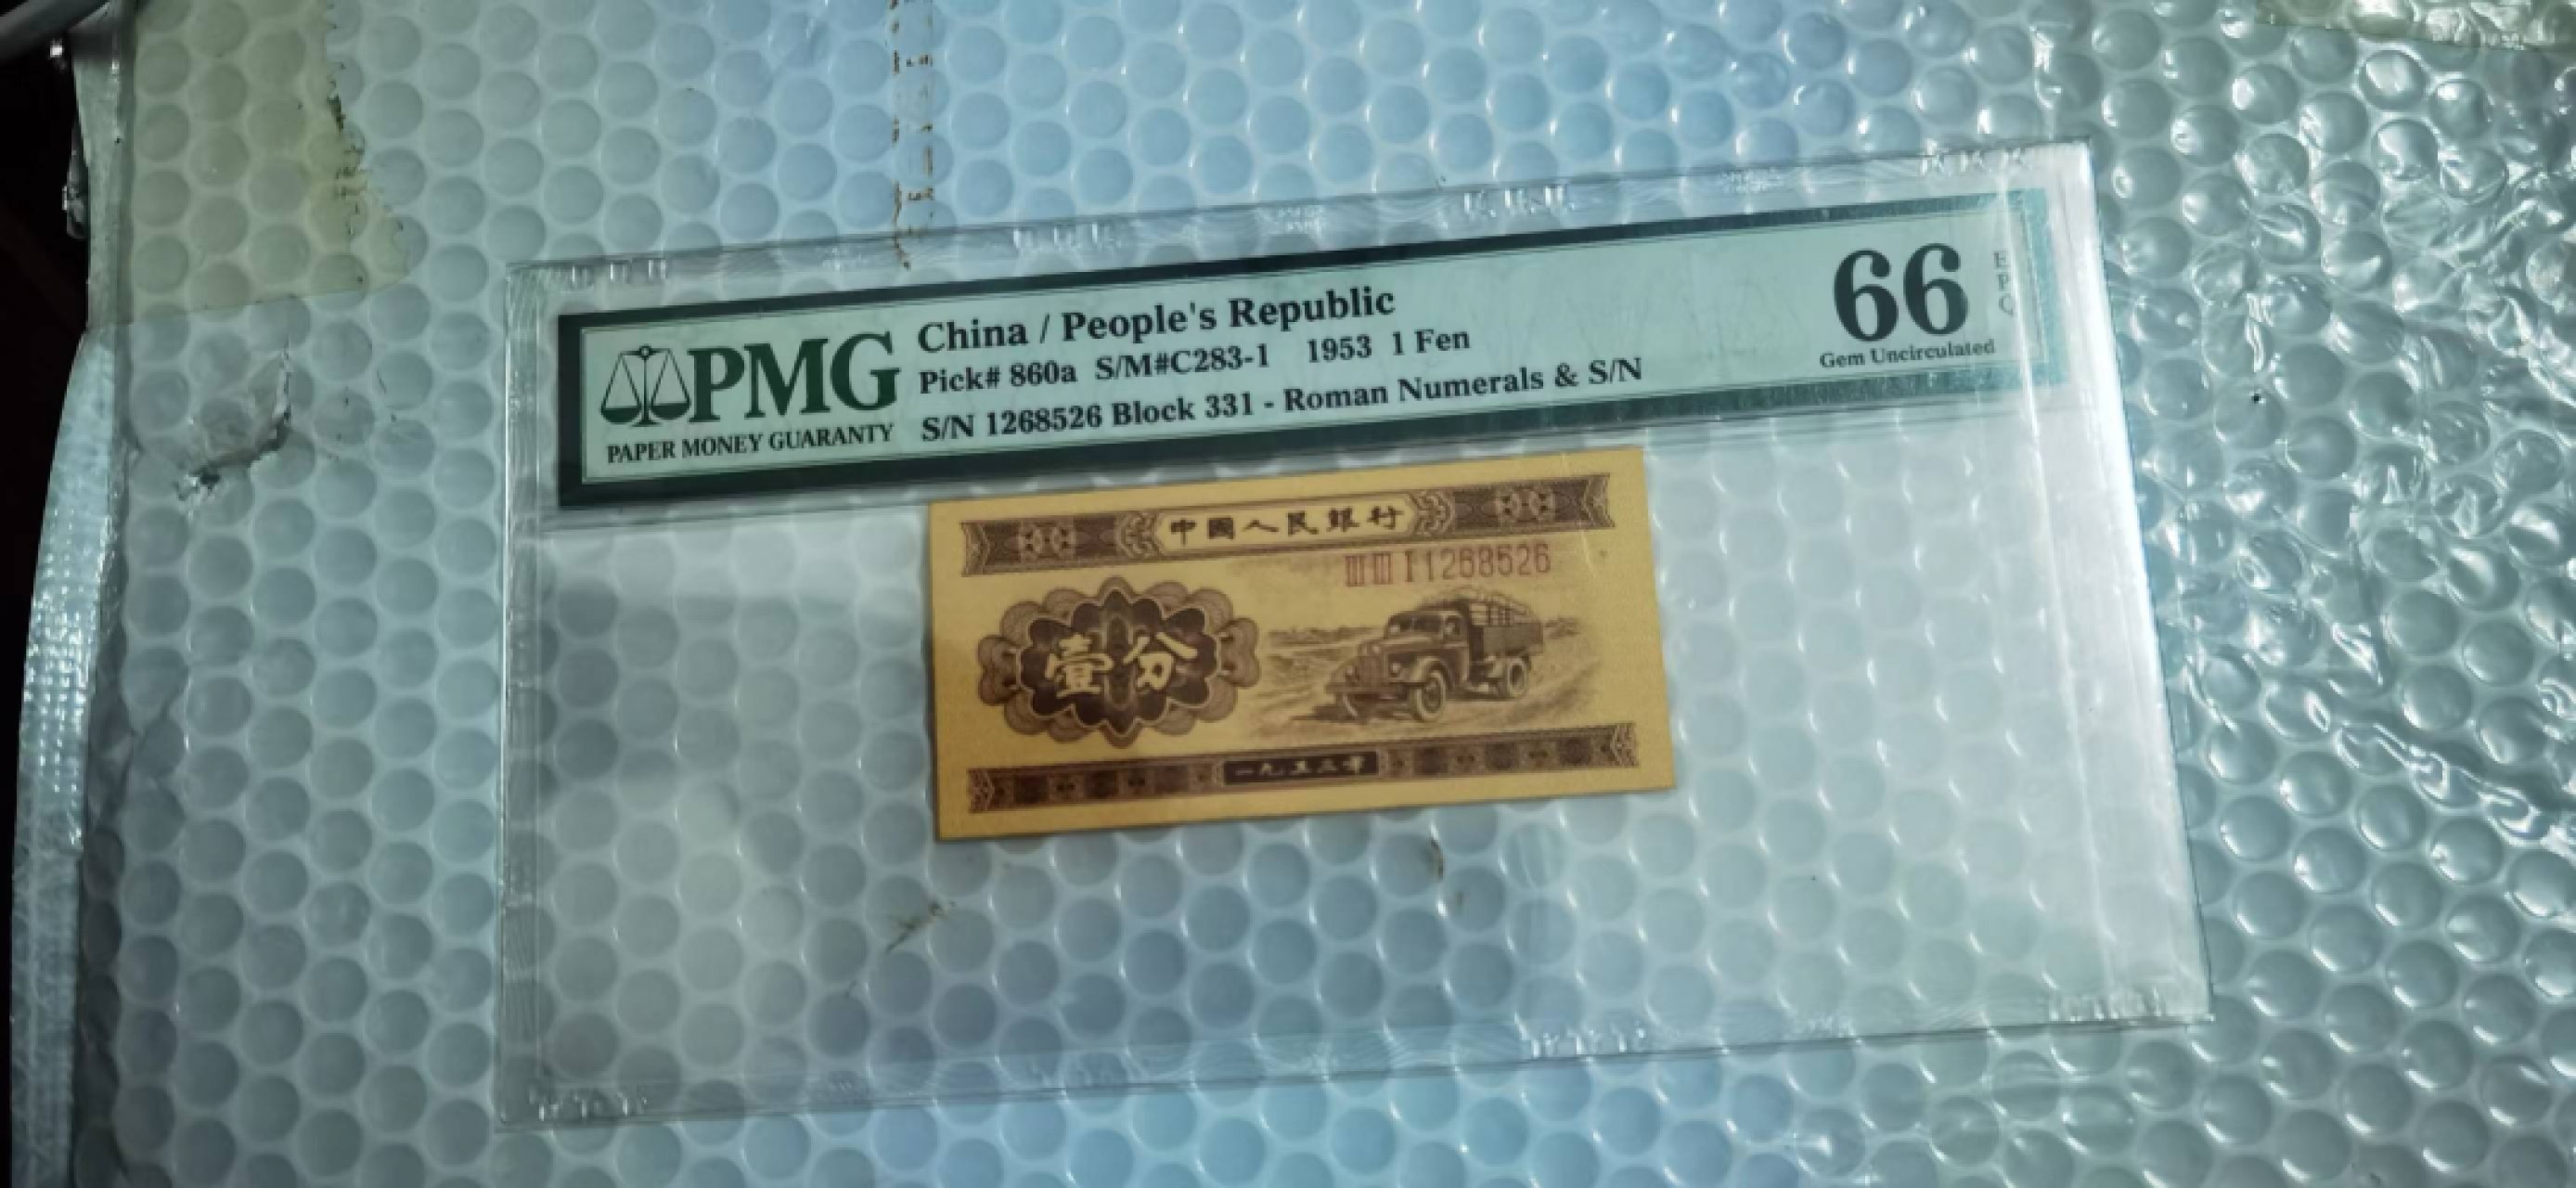 PMG
PAPER MONEY GUARANTY
China / People's Republic
Pick# 860a S/M#C283-1 1953 1 Fen
S/N 1268526 Block 331 - Roman Numerals & S/N
66
EPQ
Gem Uncirculated
中國人民銀行
III III I 1268526
壹分
一九五三年